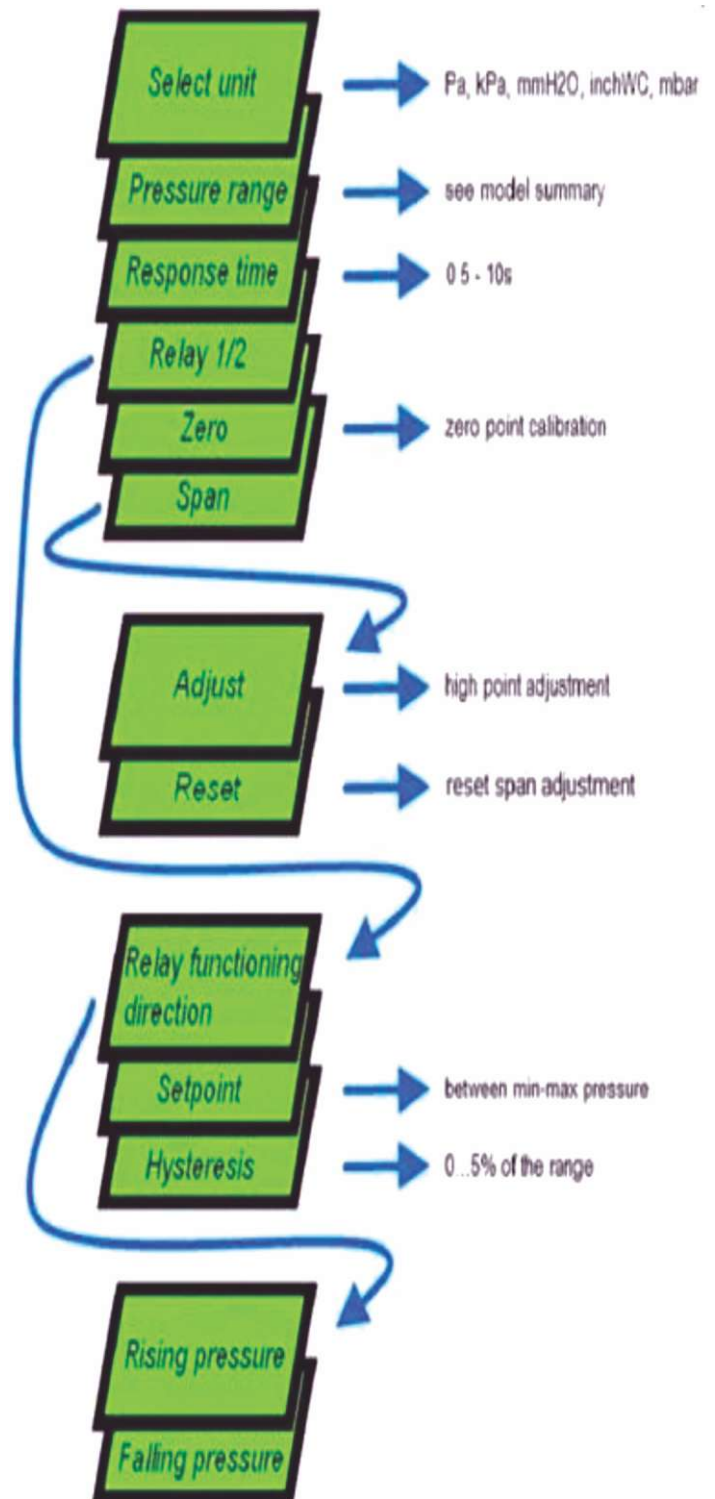 Select unit
Pa, kPa, mmH2O, inchWC, mbar
Pressure range
see model summary
Response time
0 5 - 10s
Relay 1/2
Zero
zero point calibration
Span
Adjust
high point adjustment
Reset
reset span adjustment
Relay functioning
direction
Setpoint
between min-max pressure
Hysteresis
0...5% of the range
Rising pressure
Falling pressure